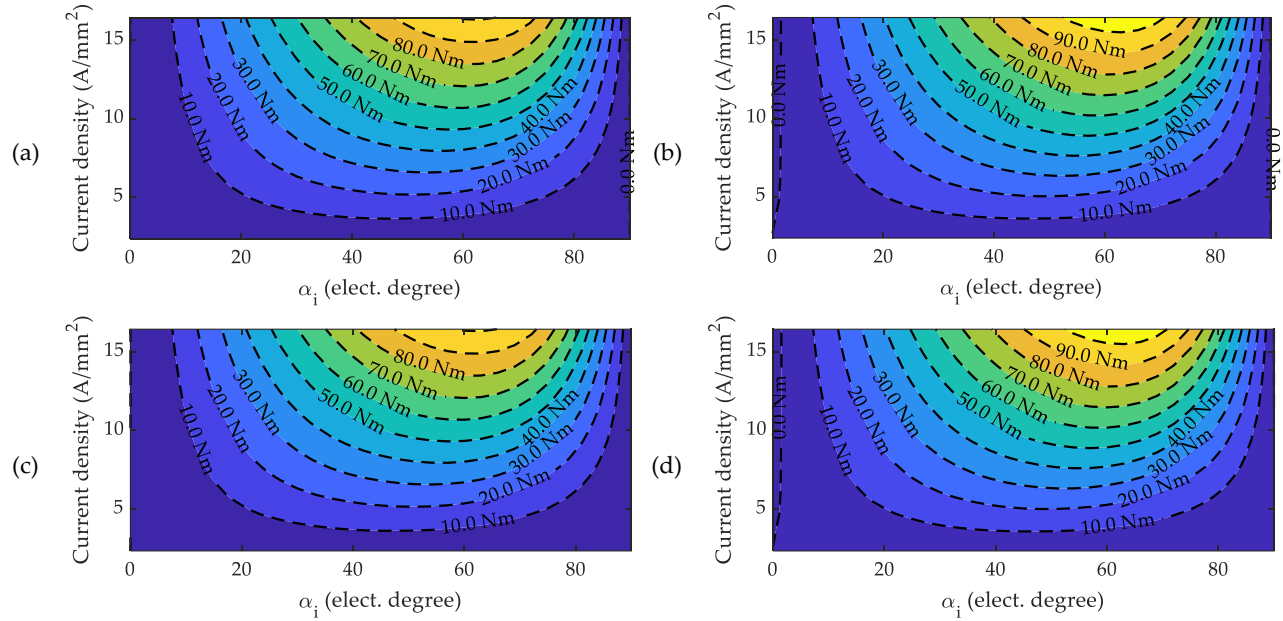 (a)
Current density (A/mm²)
15
10
5
0
20
40
60
80
αᵢ (elect. degree)
80.0 Nm
70.0 Nm
60.0 Nm
50.0 Nm
40.0 Nm
30.0 Nm
30.0 Nm
20.0 Nm
20.0 Nm
10.0 Nm
10.0 Nm
0.0 Nm
(b)
Current density (A/mm²)
15
10
5
0
20
40
60
80
αᵢ (elect. degree)
90.0 Nm
80.0 Nm
70.0 Nm
60.0 Nm
50.0 Nm
40.0 Nm
30.0 Nm
30.0 Nm
20.0 Nm
20.0 Nm
10.0 Nm
10.0 Nm
0.0 Nm
0.0 Nm
(c)
Current density (A/mm²)
15
10
5
0
20
40
60
80
αᵢ (elect. degree)
80.0 Nm
70.0 Nm
60.0 Nm
50.0 Nm
40.0 Nm
30.0 Nm
30.0 Nm
20.0 Nm
20.0 Nm
10.0 Nm
10.0 Nm
(d)
Current density (A/mm²)
15
10
5
0
20
40
60
80
αᵢ (elect. degree)
90.0 Nm
80.0 Nm
70.0 Nm
60.0 Nm
50.0 Nm
40.0 Nm
30.0 Nm
30.0 Nm
20.0 Nm
20.0 Nm
10.0 Nm
10.0 Nm
0.0 Nm